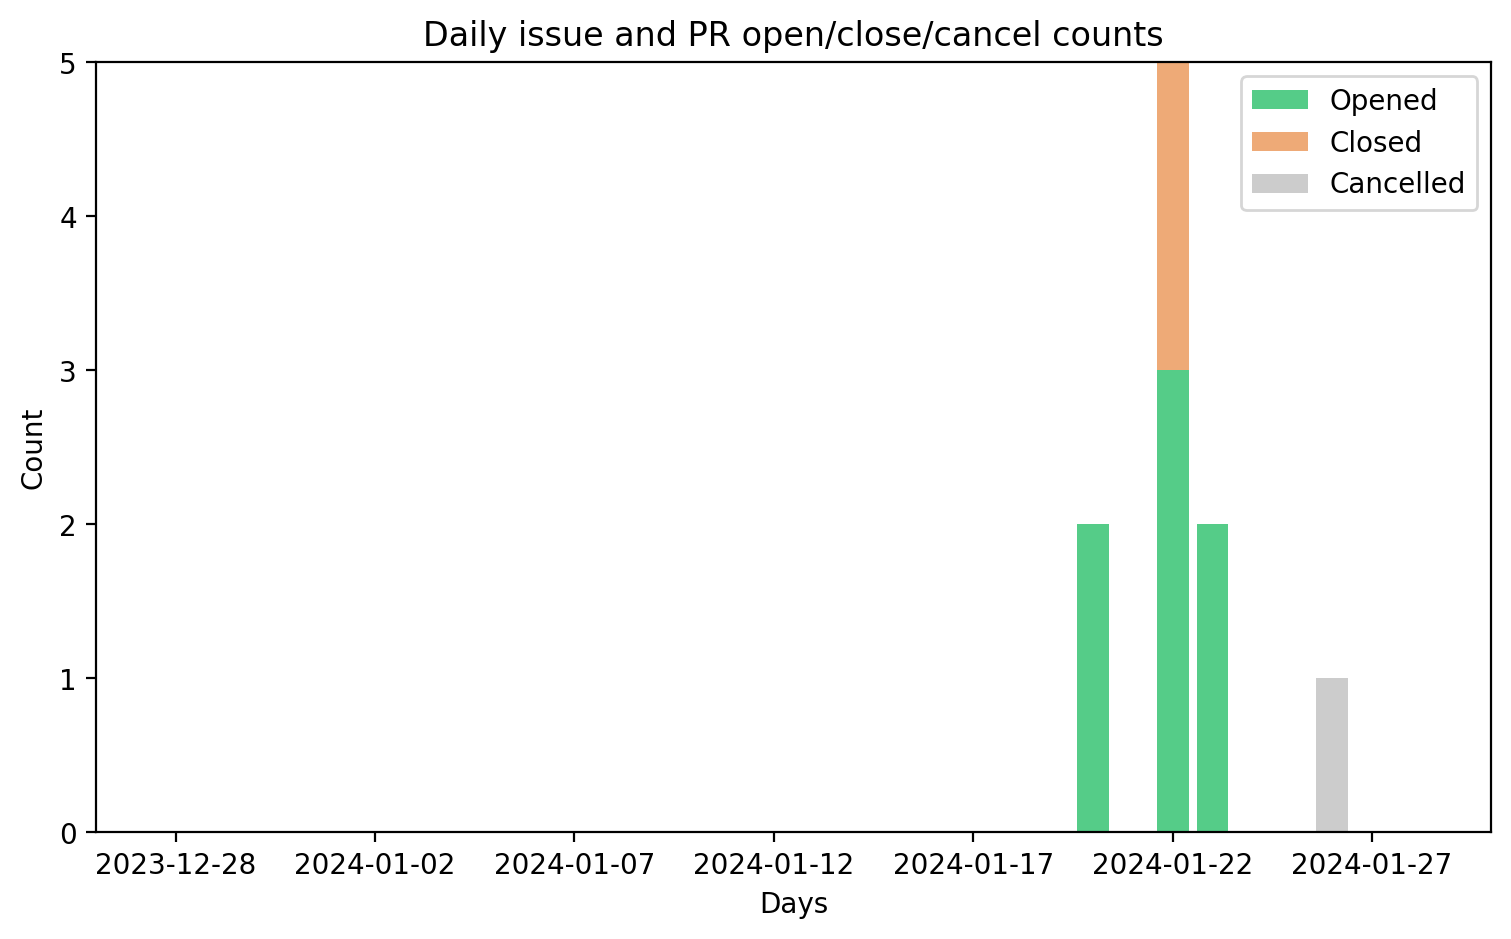 Daily issue and PR open/close/cancel counts
Opened
Closed
Cancelled
5
4
3
2
1
0
Count
2023-12-28
2024-01-02
2024-01-07
2024-01-12
2024-01-17
2024-01-22
2024-01-27
Days